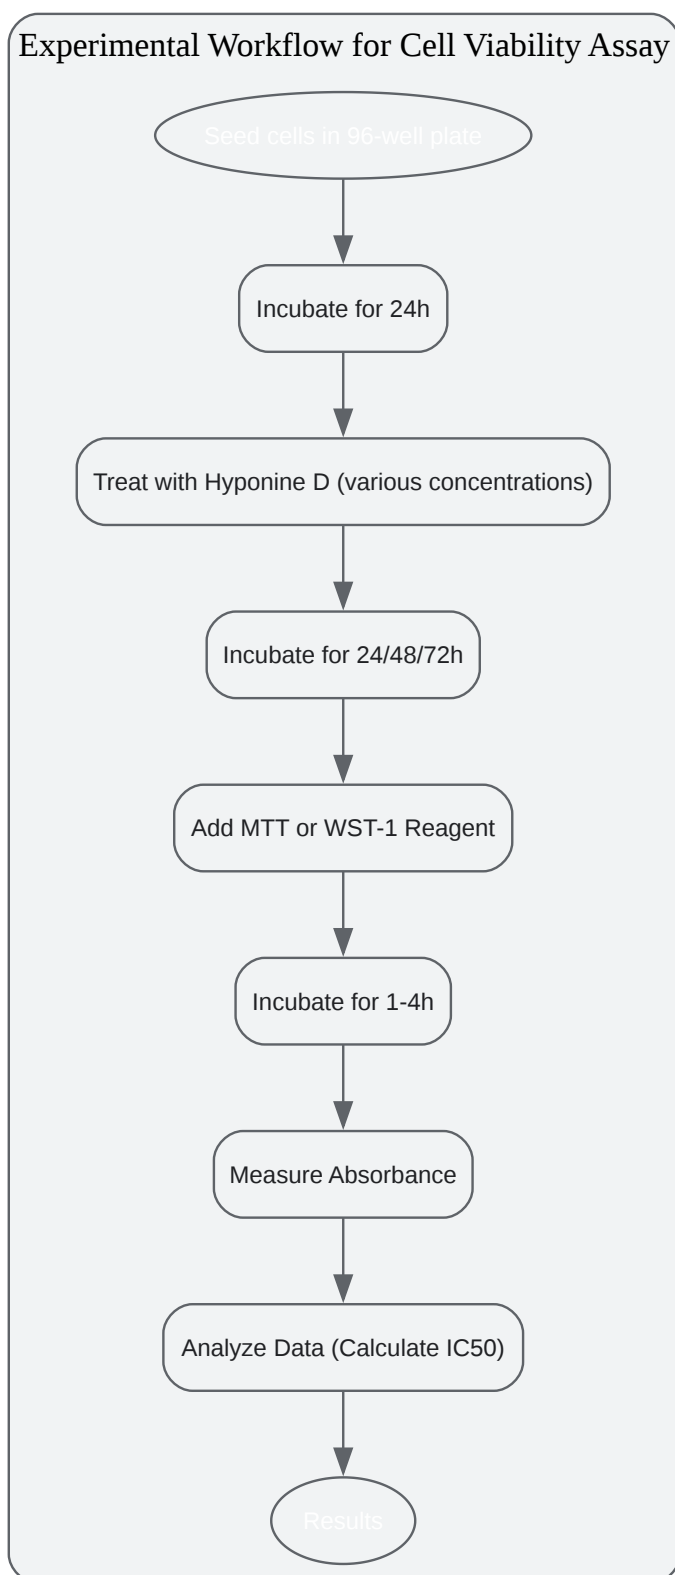 Experimental Workflow for Cell Viability Assay
Seed cells in 96-well plate
Incubate for 24h
Treat with Hyponine D (various concentrations)
Incubate for 24/48/72h
Add MTT or WST-1 Reagent
Incubate for 1-4h
Measure Absorbance
Analyze Data (Calculate IC50)
Results